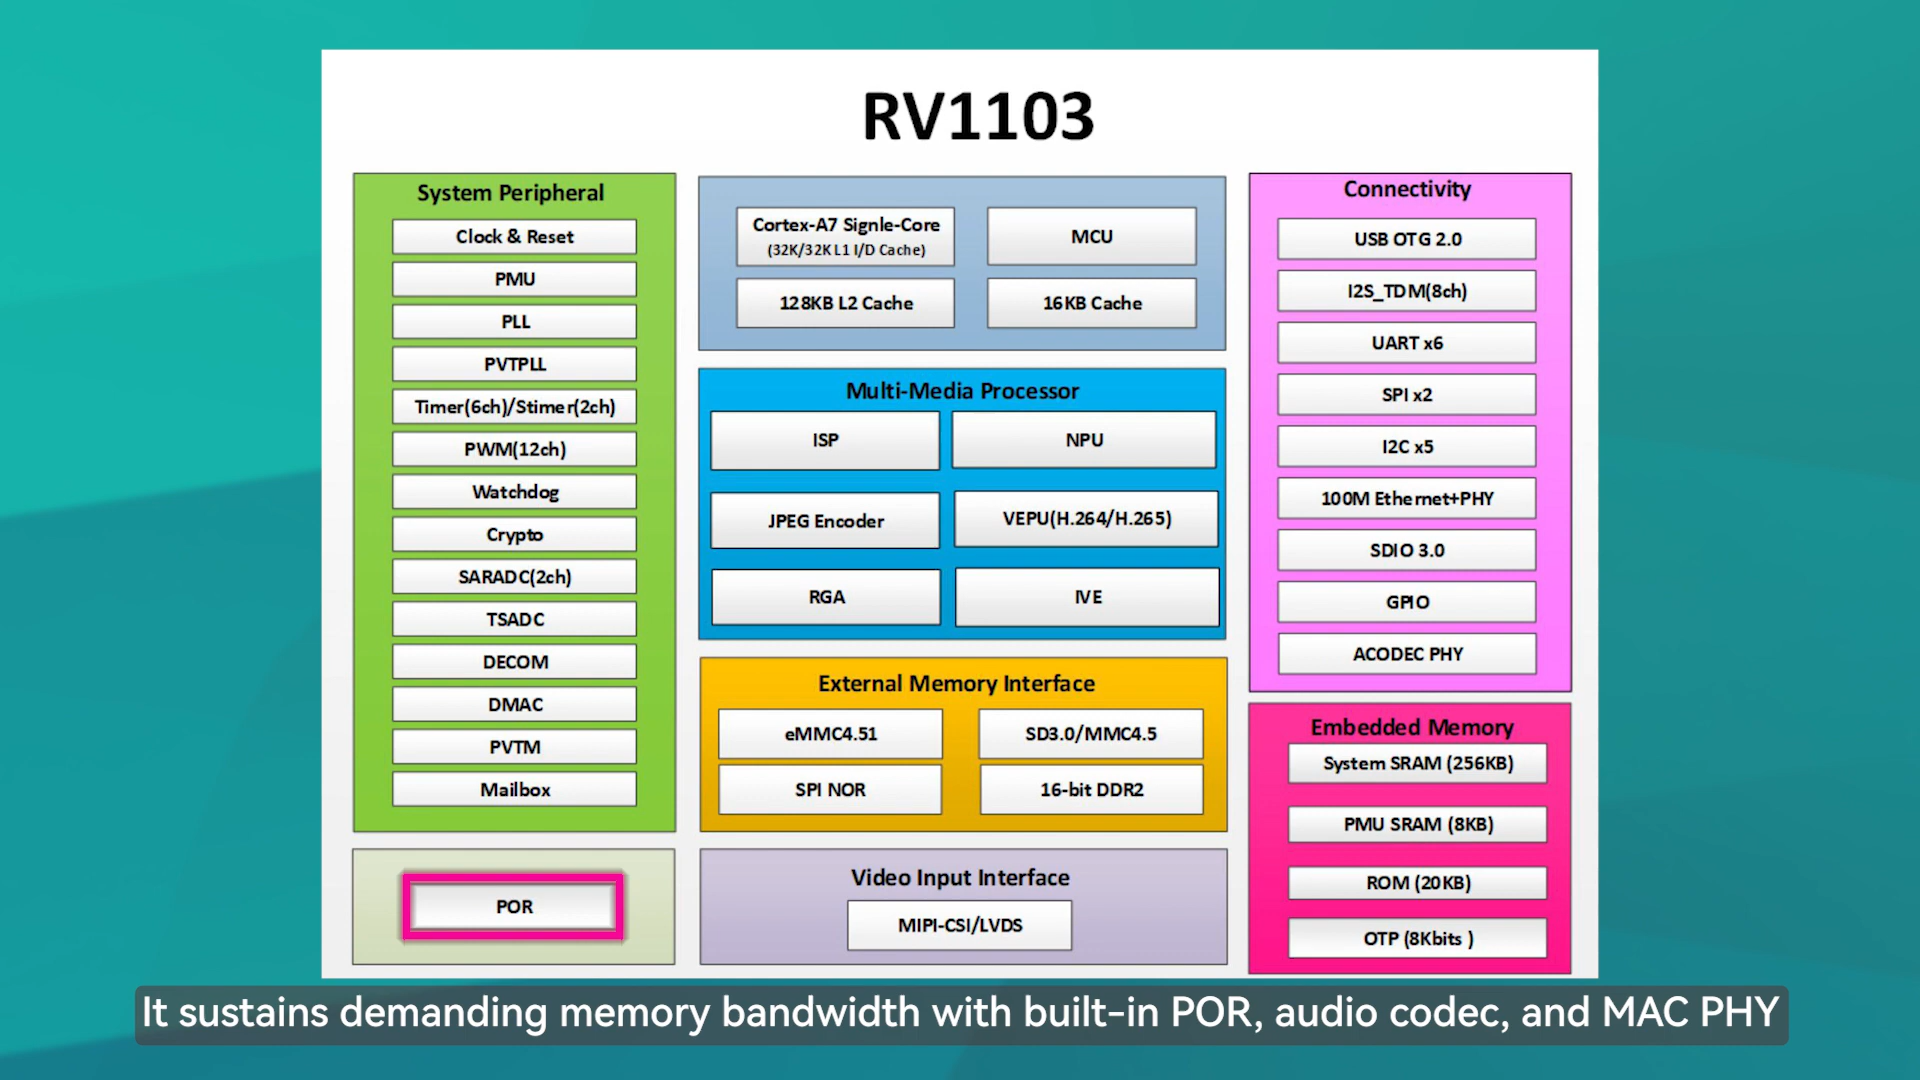 RV1103
System Peripheral
Clock & Reset
PMU
PLL
PVTPLL
Timer(6ch)/Stimer(2ch)
PWM(12ch)
Watchdog
Crypto
SARADC(2ch)
TSADC
DECOM
DMAC
PVTM
Mailbox
POR
Cortex-A7 Signle-Core
(32K/32K L1 I/D Cache)
MCU
128KB L2 Cache
16KB Cache
Multi-Media Processor
ISP
NPU
JPEG Encoder
VEPU(H.264/H.265)
RGA
IVE
External Memory Interface
eMMC4.51
SD3.0/MMC4.5
SPI NOR
16-bit DDR2
Video Input Interface
MIPI-CSI/LVDS
Connectivity
USB OTG 2.0
I2S_TDM(8ch)
UART x6
SPI x2
I2C x5
100M Ethernet+PHY
SDIO 3.0
GPIO
ACODEC PHY
Embedded Memory
System SRAM (256KB)
PMU SRAM (8KB)
ROM (20KB)
OTP (8Kbits )
It sustains demanding memory bandwidth with built-in POR, audio codec, and MAC PHY